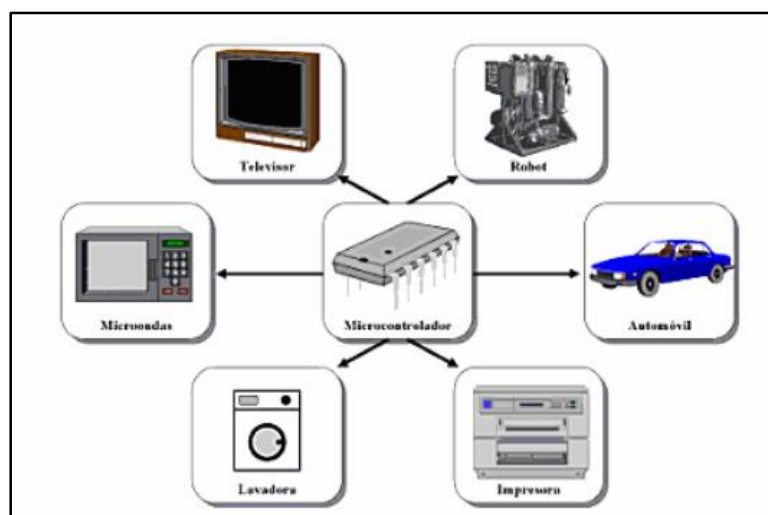 Televisor
Robot
Microondas
Microcontrolador
Automóvil
Lavadora
Impresora